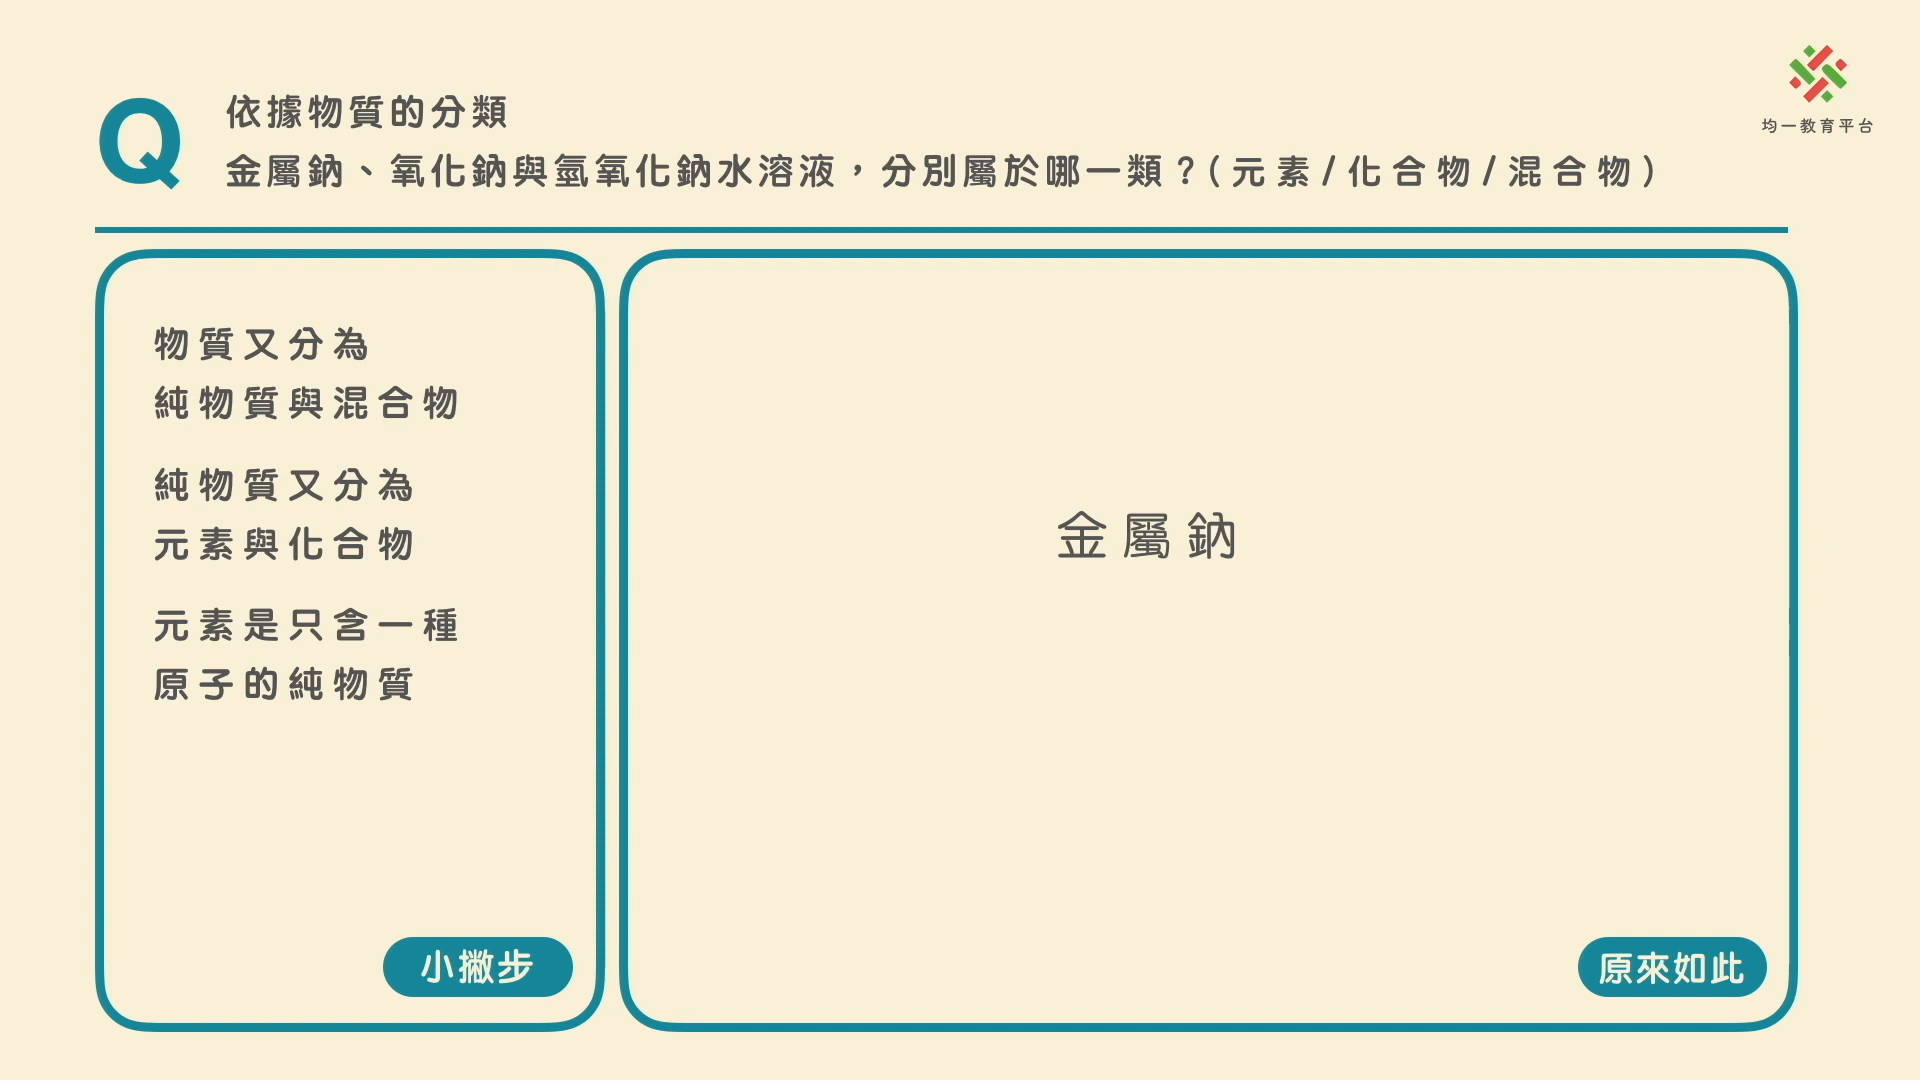 均一教育平台
Q
依據物質的分類
金屬鈉、氧化鈉與氫氧化鈉水溶液，分別屬於哪一類？(元素/化合物/混合物)
物質又分為
純物質與混合物
純物質又分為
元素與化合物
元素是只含一種
原子的純物質
小撇步
金屬鈉
原來如此